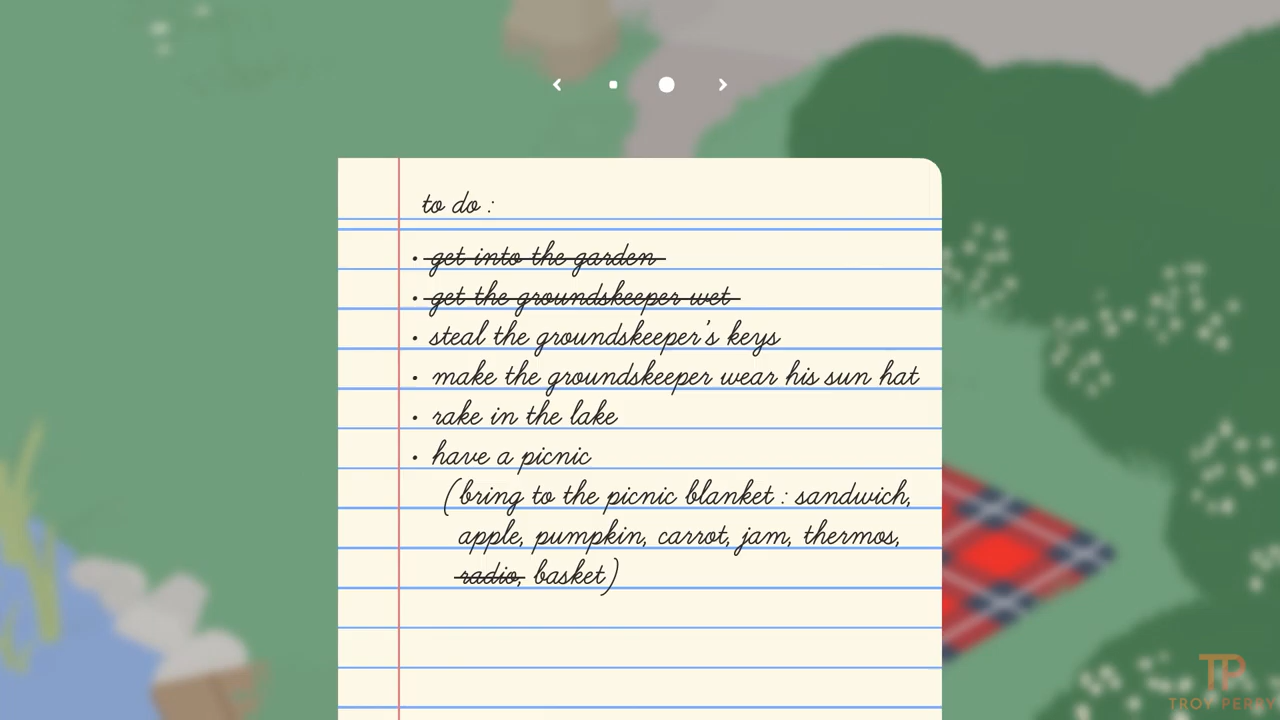 to do :
• get into the garden
• get the groundskeeper wet
• steal the groundskeeper's keys
• make the groundskeeper wear his sun hat
• rake in the lake
• have a picnic
(bring to the picnic blanket : sandwich,
apple, pumpkin, carrot, jam, thermos,
radio, basket)
TP
TROY PERRY